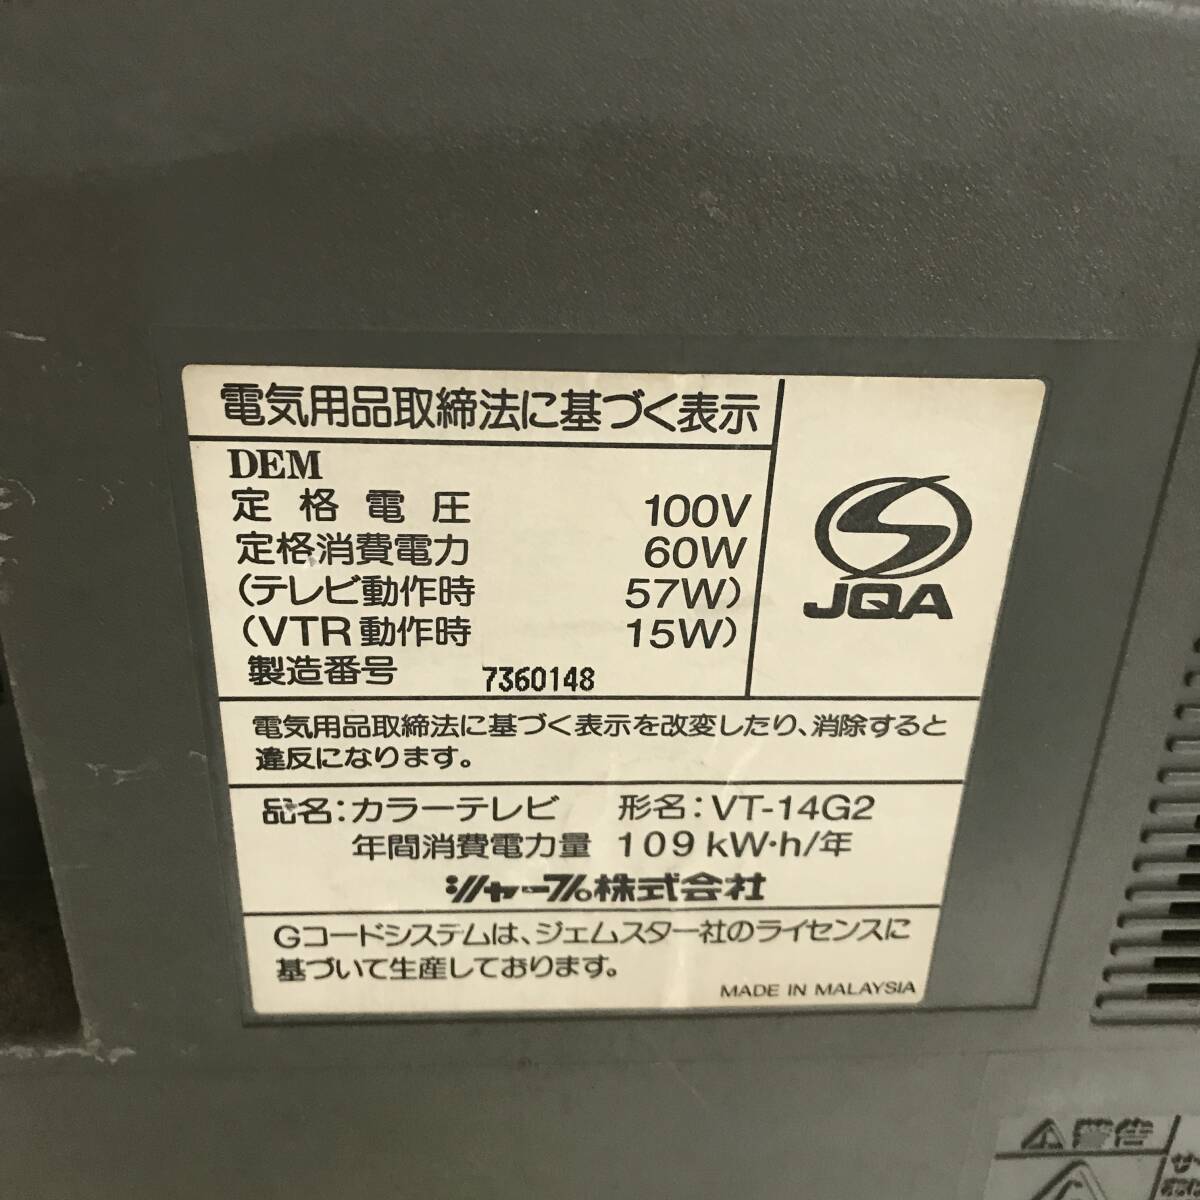 電気用品取締法に基づく表示
DEM
定格電圧 100V
定格消費電力 60W
(テレビ動作時 57W)
(VTR動作時 15W)
製造番号 7360148
JQA
電気用品取締法に基づく表示を改変したり、消除すると
違反になります。
品名:カラーテレビ 形名:VT-14G2
年間消費電力量 109kW·h/年
シャープ株式会社
Gコードシステムは、ジェムスター社のライセンスに
基づいて生産しております。
MADE IN MALAYSIA
警告